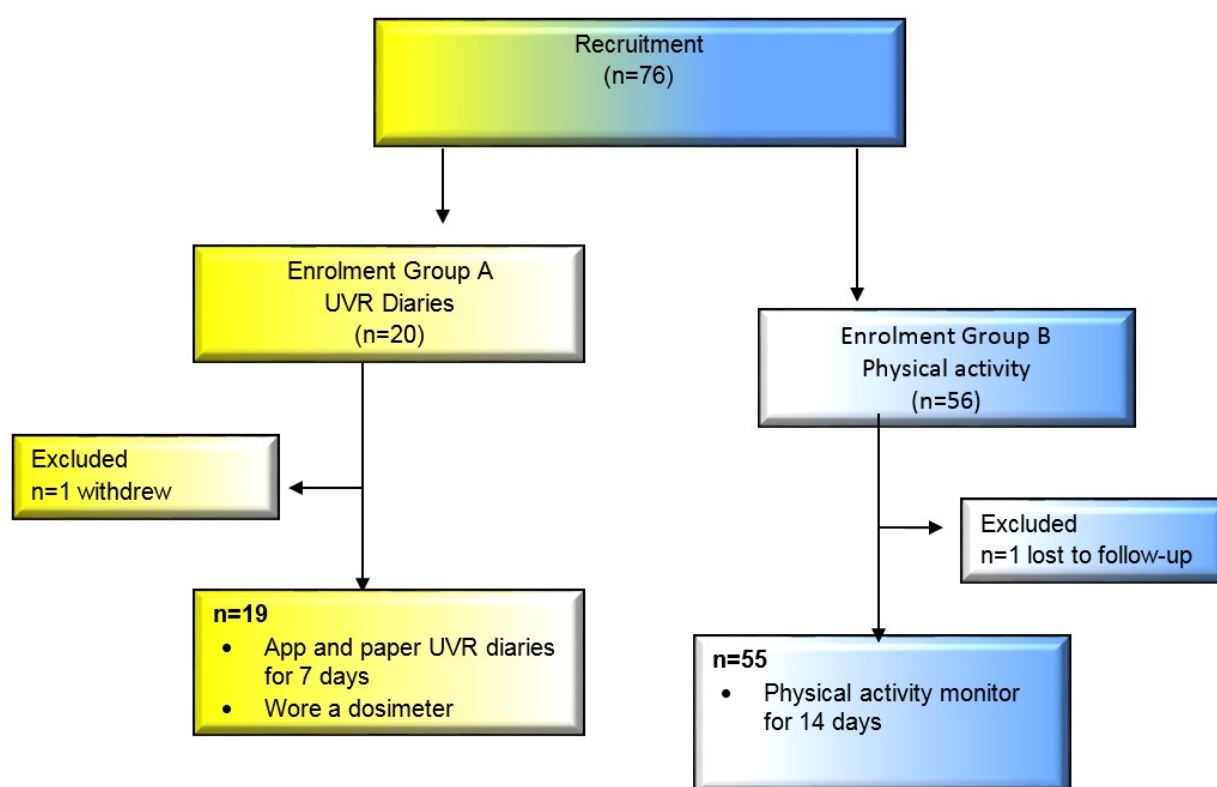 Recruitment
(n=76)
Enrolment Group A
UVR Diaries
(n=20)
Enrolment Group B
Physical activity
(n=56)
Excluded
n=1 withdrew
Excluded
n=1 lost to follow-up
n=19
• App and paper UVR diaries
for 7 days
• Wore a dosimeter
n=55
• Physical activity monitor
for 14 days